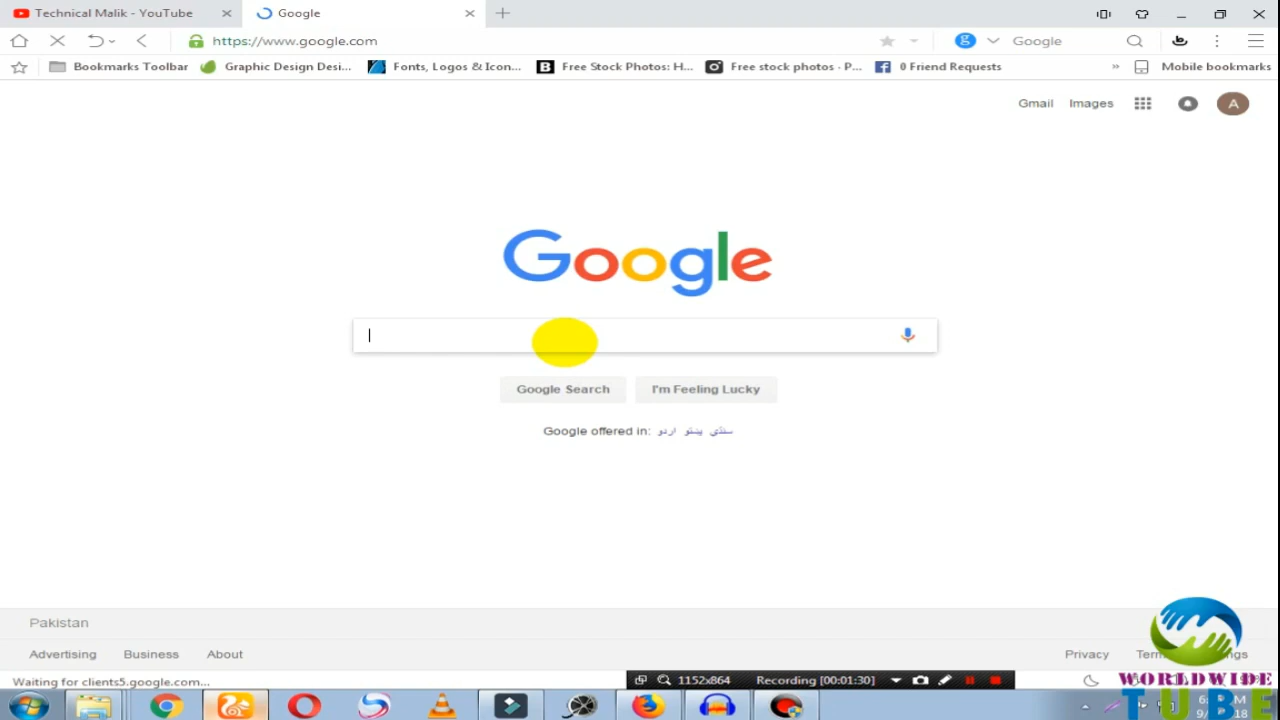 Technical Malik - YouTube
Google
https://www.google.com
Google
Bookmarks Toolbar
Graphic Design Desi...
Fonts, Logos & Icon...
Free Stock Photos: H...
Free stock photos · P...
0 Friend Requests
»
Mobile bookmarks
Gmail
Images
A
Google
Google Search
I'm Feeling Lucky
Google offered in: اردو پښتو سنڌي
Pakistan
Advertising
Business
About
Privacy
Waiting for clients5.google.com...
1152x864
Recording [00:01:30]
WORLDWIDE
TUBE